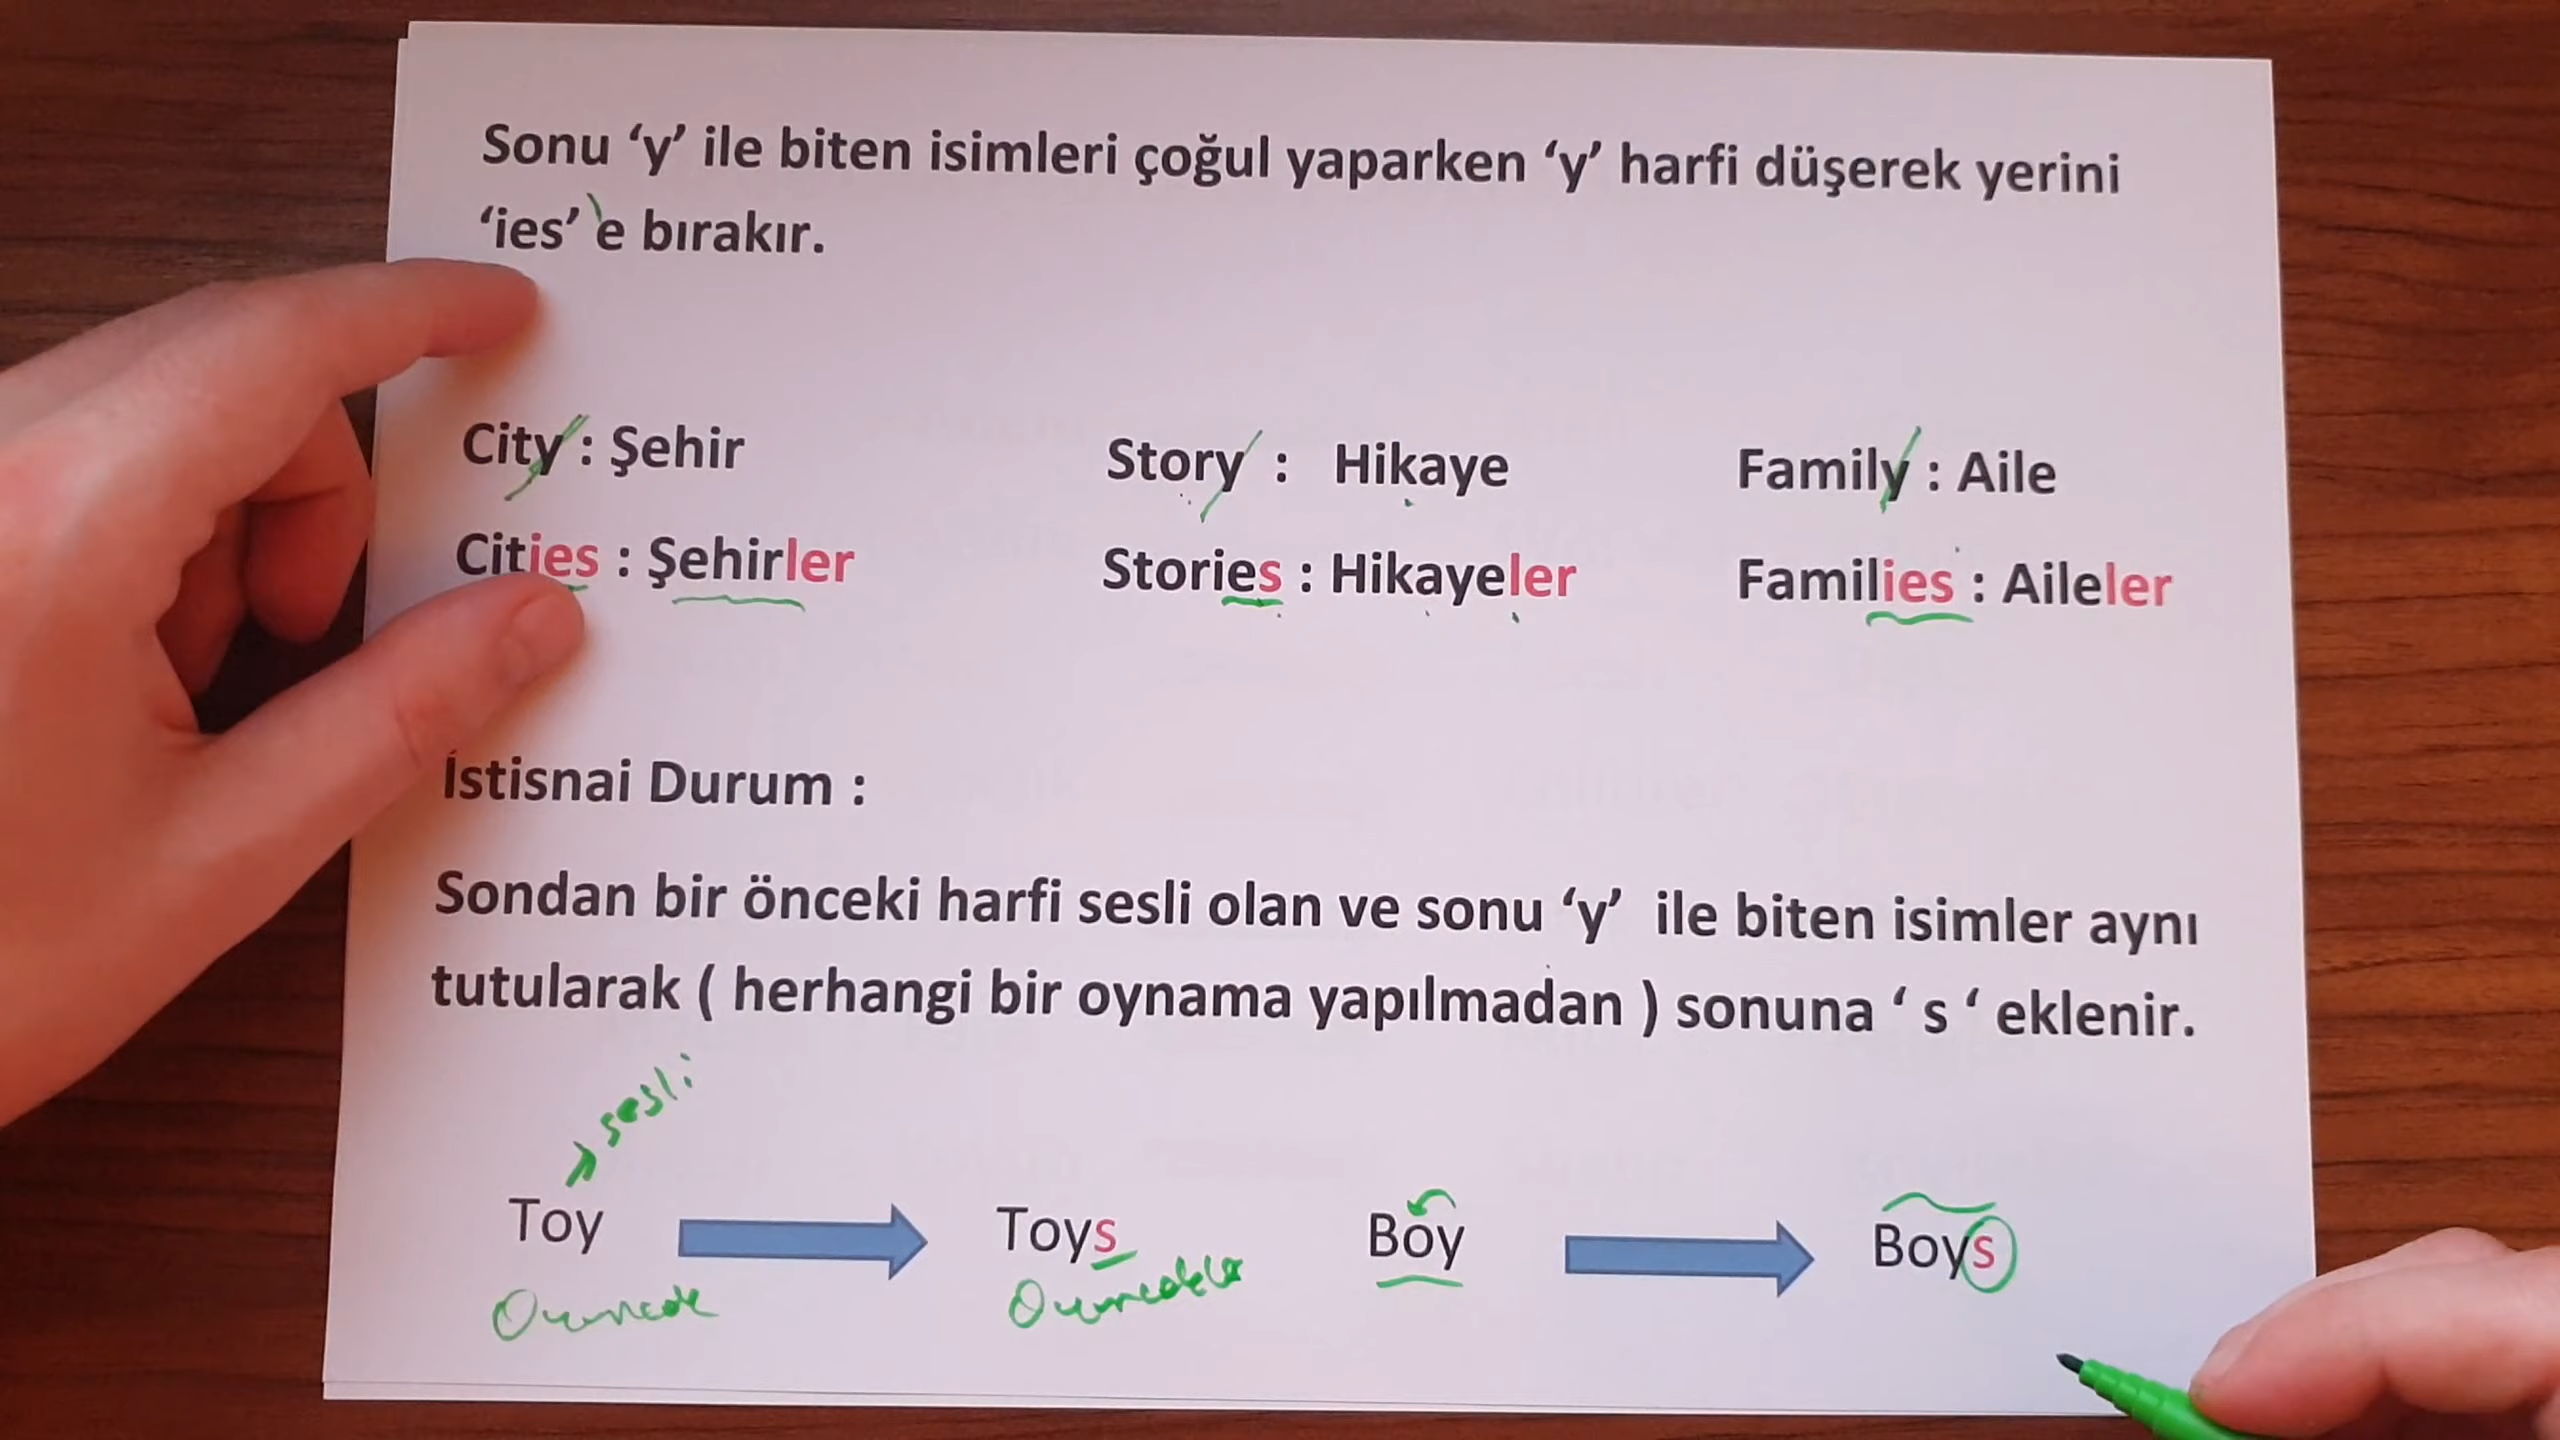 Sonu ‘y’ ile biten isimleri çoğul yaparken ‘y’ harfi düşerek yerini
‘ies’ e bırakır.
City : Şehir
Story : Hikaye
Family : Aile
Cities : Şehirler
Stories : Hikayeler
Families : Aileler
İstisnai Durum :
Sondan bir önceki harfi sesli olan ve sonu ‘y’ ile biten isimler aynı
tutularak ( herhangi bir oynama yapılmadan ) sonuna ‘ s ‘ eklenir.
sesli
Toy
Toys
Boy
Boys